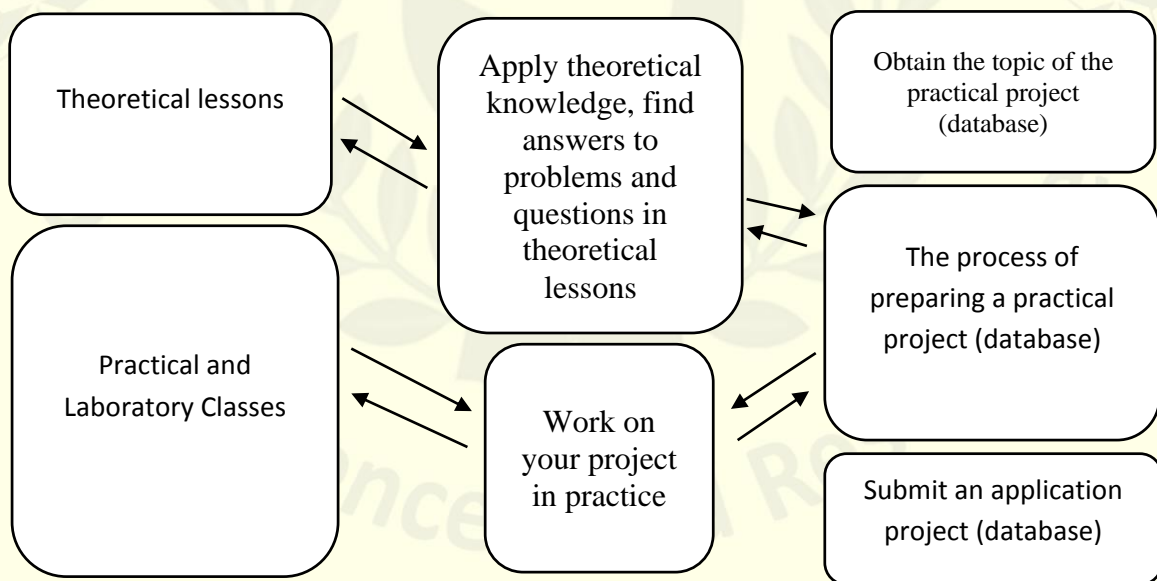 Theoretical lessons
Apply theoretical
knowledge, find
answers to
problems and
questions in
theoretical
lessons
Obtain the topic of the
practical project
(database)
Practical and
Laboratory Classes
Work on
your project
in practice
The process of
preparing a practical
project (database)
Submit an application
project (database)